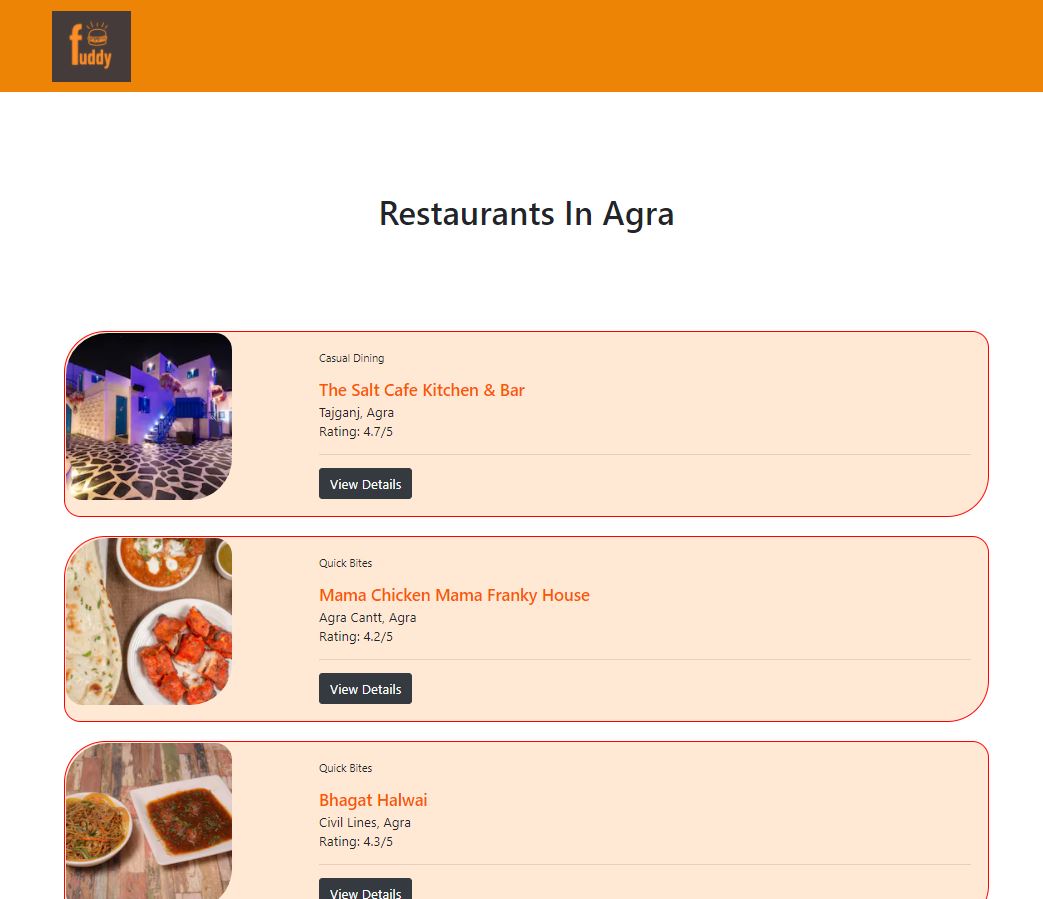 fuddy
Restaurants In Agra
Casual Dining
The Salt Cafe Kitchen & Bar
Tajganj, Agra
Rating: 4.7/5
View Details
Quick Bites
Mama Chicken Mama Franky House
Agra Cantt, Agra
Rating: 4.2/5
View Details
Quick Bites
Bhagat Halwai
Civil Lines, Agra
Rating: 4.3/5
View Details